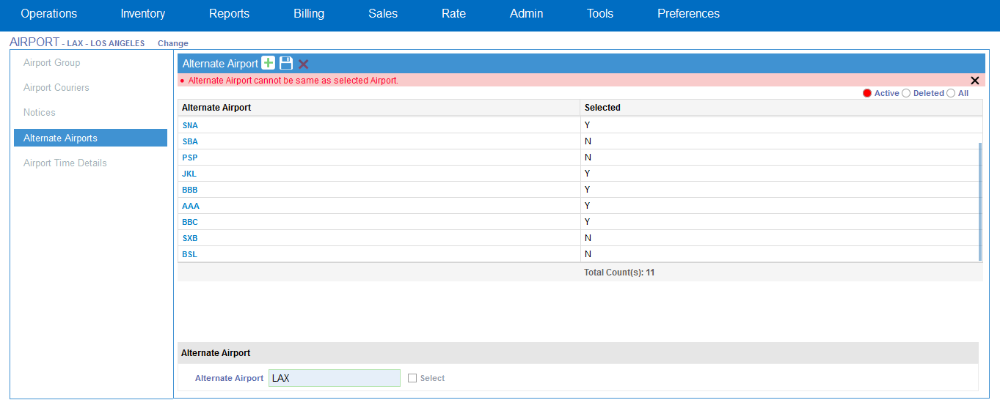 Operations Inventory Reports Billing Sales Rate Admin Tools Preferences
AIRPORT - LAX - LOS ANGELES Change
Airport Group
Airport Couriers
Notices
Alternate Airports
Airport Time Details
Alternate Airport
Alternate Airport cannot be same as selected Airport.
Active Deleted All
Alternate Airport Selected
SNA Y
SBA N
PSP N
JKL Y
BBB Y
AAA Y
BBC Y
SXB N
BSL N
Total Count(s): 11
Alternate Airport
Alternate Airport LAX Select